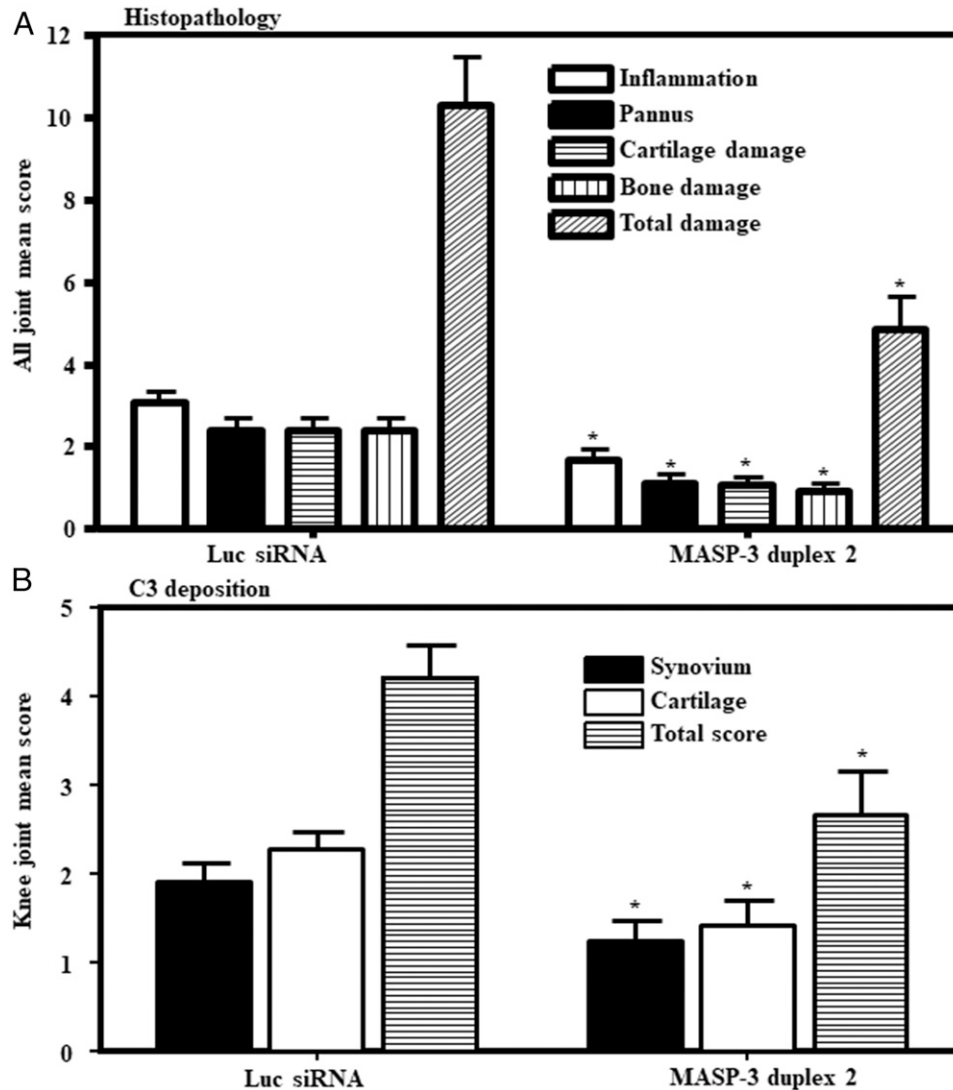 A
Histopathology
12
10
8
6
4
2
0
All joint mean score
Inflammation
Pannus
Cartilage damage
Bone damage
Total damage
*
*
*
*
*
Luc siRNA
MASP-3 duplex 2
B
C3 deposition
5
4
3
2
1
0
Knee joint mean score
Synovium
Cartilage
Total score
*
*
*
Luc siRNA
MASP-3 duplex 2